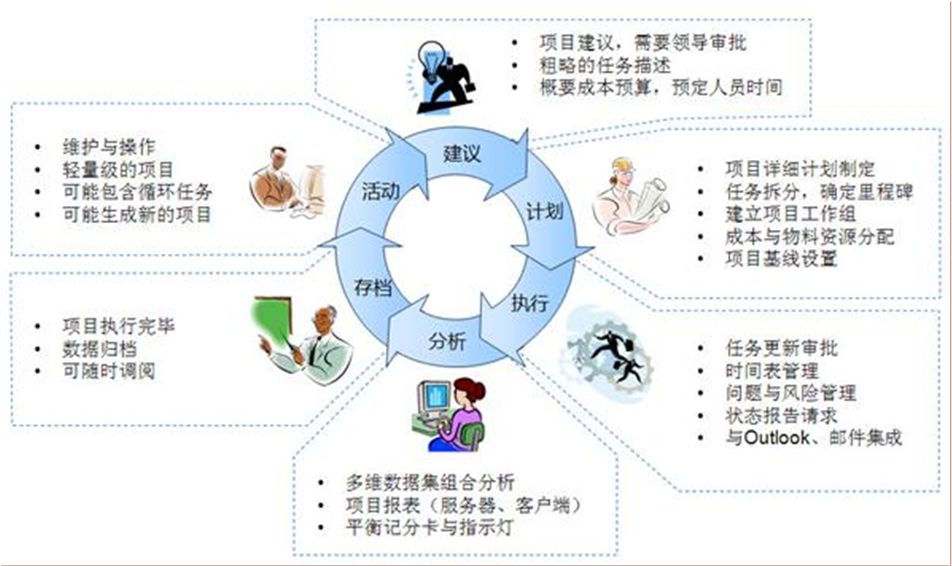 • 项目建议，需要领导审批
• 粗略的任务描述
• 概要成本预算，预定人员时间
建议
• 项目详细计划制定
• 任务拆分，确定里程碑
• 建立项目工作组
• 成本与物料资源分配
• 项目基线设置
计划
• 任务更新审批
• 时间表管理
• 问题与风险管理
• 状态报告请求
• 与Outlook、邮件集成
执行
• 多维数据集组合分析
• 项目报表（服务器、客户端）
• 平衡记分卡与指示灯
分析
• 项目执行完毕
• 数据归档
• 可随时调阅
存档
• 维护与操作
• 轻量级的项目
• 可能包含循环任务
• 可能生成新的项目
活动